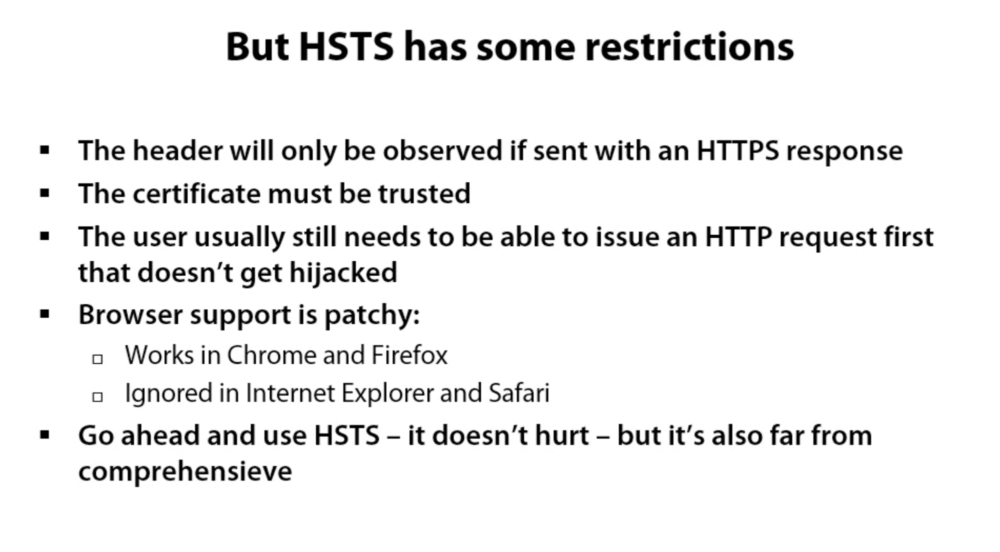 But HSTS has some restrictions
▪ The header will only be observed if sent with an HTTPS response
▪ The certificate must be trusted
▪ The user usually still needs to be able to issue an HTTP request first
that doesn’t get hijacked
▪ Browser support is patchy:
▫ Works in Chrome and Firefox
▫ Ignored in Internet Explorer and Safari
▪ Go ahead and use HSTS – it doesn’t hurt – but it’s also far from
comprehensieve